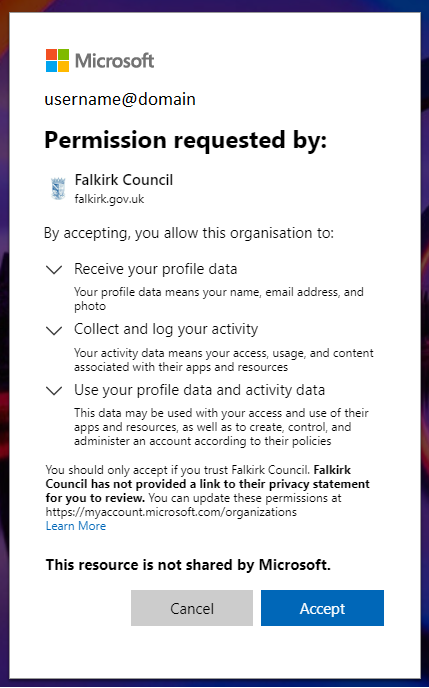 Microsoft
username@domain
Permission requested by:
Falkirk Council
falkirk.gov.uk
By accepting, you allow this organisation to:
Receive your profile data
Your profile data means your name, email address, and
photo
Collect and log your activity
Your activity data means your access, usage, and content
associated with their apps and resources
Use your profile data and activity data
This data may be used with your access and use of their
apps and resources, as well as to create, control, and
administer an account according to their policies
You should only accept if you trust Falkirk Council. Falkirk
Council has not provided a link to their privacy statement
for you to review. You can update these permissions at
https://myaccount.microsoft.com/organizations
Learn More
This resource is not shared by Microsoft.
Cancel
Accept